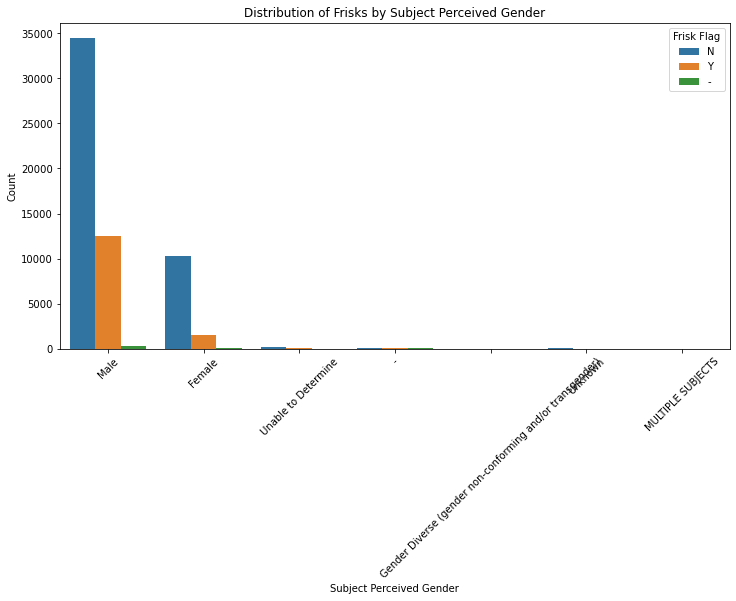 Distribution of Frisks by Subject Perceived Gender
Frisk Flag
N
Y
-
35000
30000
25000
20000
15000
10000
5000
0
Count
Male
Female
Unable to Determine
-
Gender Diverse (gender non-conforming and/or transgender)
Unknown
MULTIPLE SUBJECTS
Subject Perceived Gender